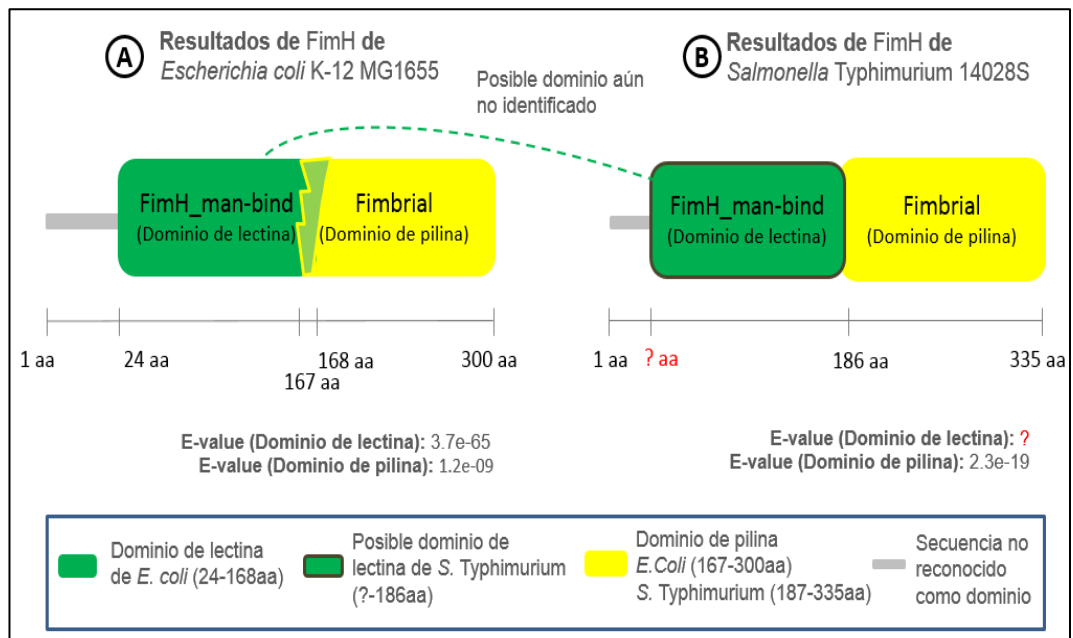 A
Resultados de FimH de
Escherichia coli K-12 MG1655
B
Resultados de FimH de
Salmonella Typhimurium 14028S
Posible dominio aún
no identificado
FimH_man-bind
(Dominio de lectina)
Fimbrial
(Dominio de pilina)
FimH_man-bind
(Dominio de lectina)
Fimbrial
(Dominio de pilina)
1 aa
24 aa
167 aa
168 aa
300 aa
1 aa
? aa
186 aa
335 aa
E-value (Dominio de lectina): 3.7e-65
E-value (Dominio de pilina): 1.2e-09
E-value (Dominio de lectina): ?
E-value (Dominio de pilina): 2.3e-19
Dominio de lectina
de E. coli (24-168aa)
Posible dominio de
lectina de S. Typhimurium
(?-186aa)
Dominio de pilina
E.Coli (167-300aa)
S. Typhimurium (187-335aa)
Secuencia no
reconocido
como dominio